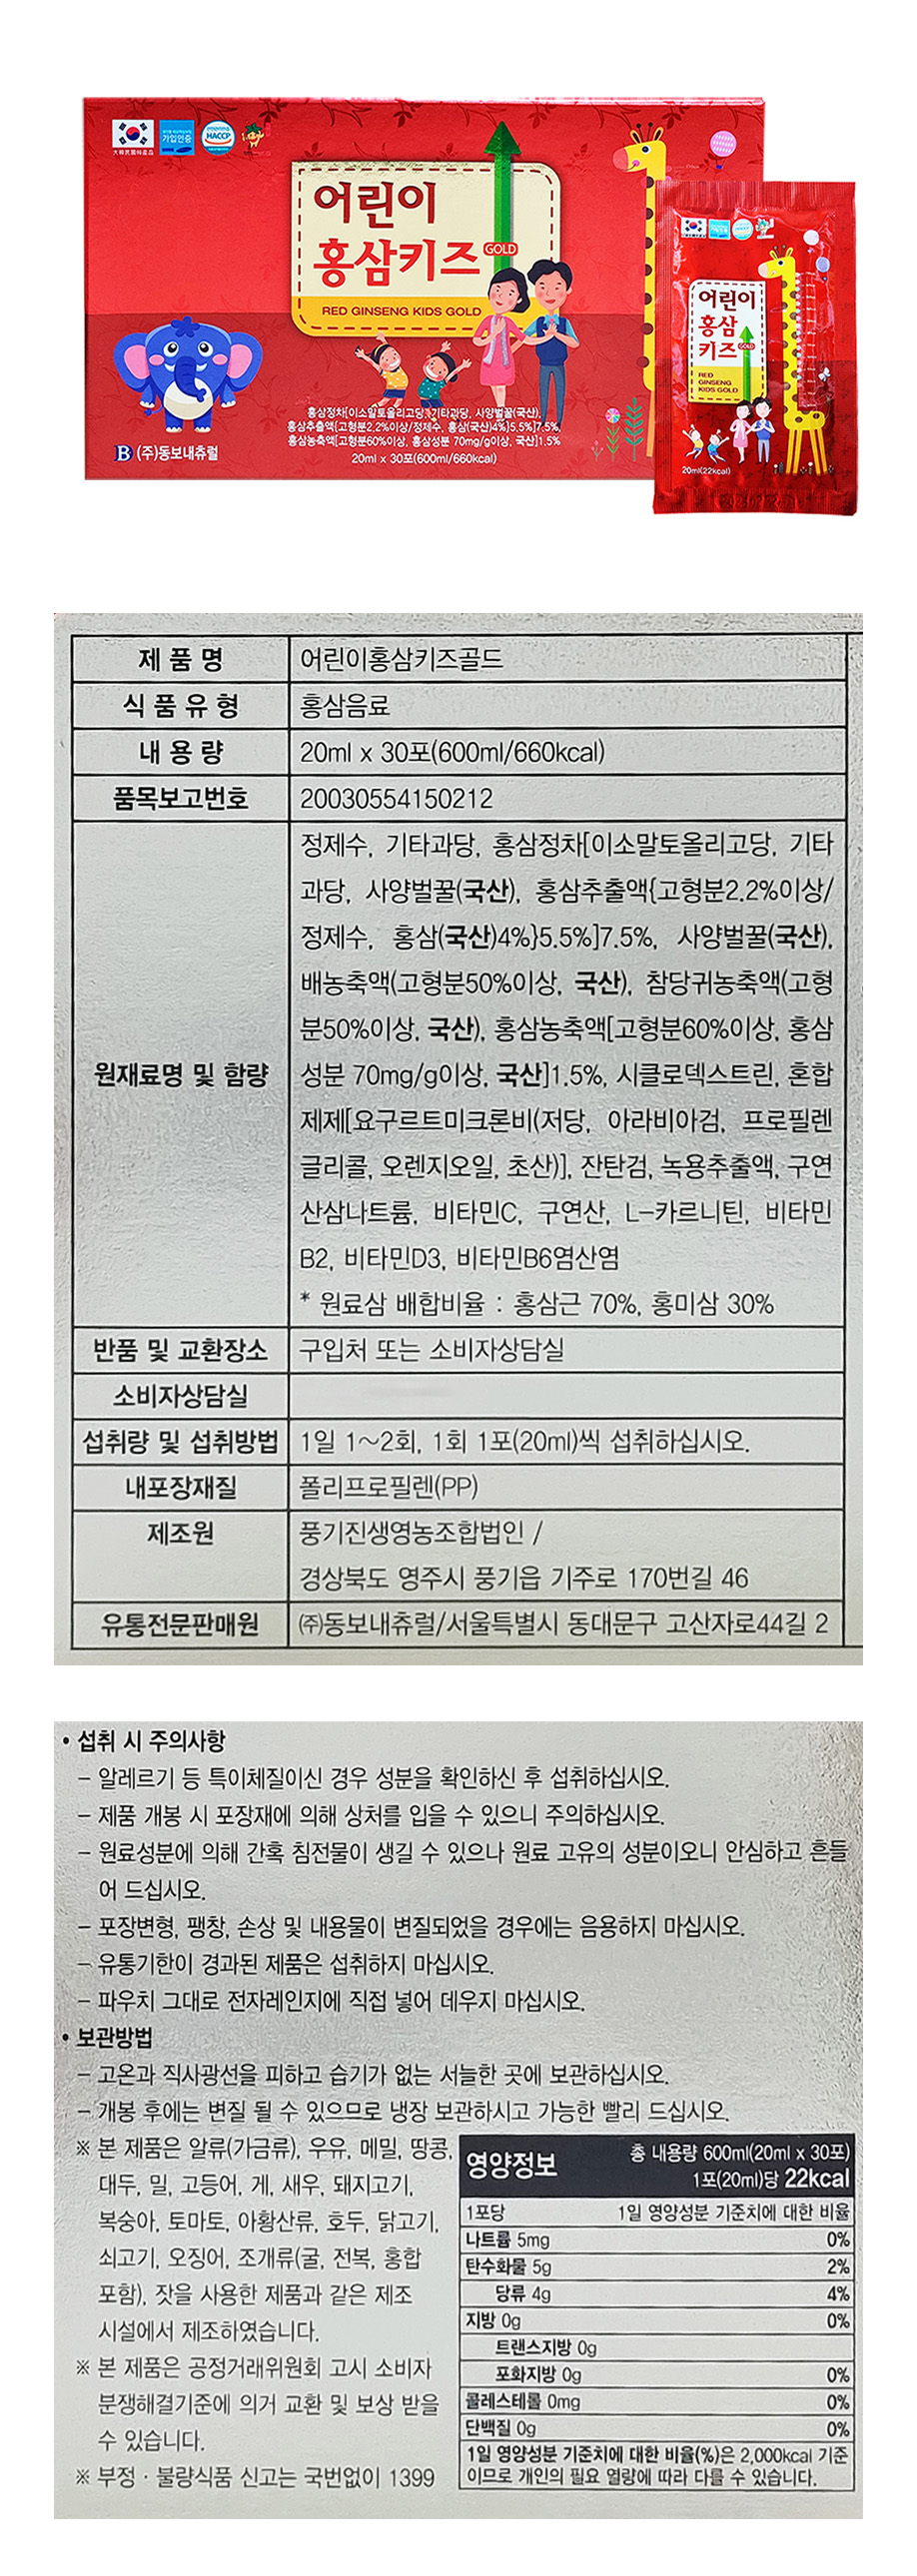 大韓民國特産品
가입인증
HACCP
어린이
홍삼키즈 GOLD
RED GINSENG KIDS GOLD
홍삼정차[이소말토올리고당, 기타과당, 사양벌꿀(국산),
홍삼추출액{고형분2.2%이상/정제수, 홍삼(국산)4%}5.5%]7.5%,
홍삼농축액[고형분60%이상, 홍삼성분 70mg/g이상, 국산]1.5%
20ml x 30포(600ml/660kcal)
B (주)동보내츄럴
어린이
홍삼
키즈 GOLD
RED
GINSENG
KIDS GOLD
20ml(22kcal)
제 품 명 어린이홍삼키즈골드
식 품 유 형 홍삼음료
내 용 량 20ml x 30포(600ml/660kcal)
품목보고번호 20030554150212
원재료명 및 함량
정제수, 기타과당, 홍삼정차[이소말토올리고당, 기타
과당, 사양벌꿀(국산), 홍삼추출액{고형분2.2%이상/
정제수, 홍삼(국산)4%}5.5%]7.5%, 사양벌꿀(국산),
배농축액(고형분50%이상, 국산), 참당귀농축액(고형
분50%이상, 국산), 홍삼농축액[고형분60%이상, 홍삼
성분 70mg/g이상, 국산]1.5%, 시클로덱스트린, 혼합
제제[요구르트미크론비(저당, 아라비아검, 프로필렌
글리콜, 오렌지오일, 초산)], 잔탄검, 녹용추출액, 구연
산삼나트륨, 비타민C, 구연산, L-카르니틴, 비타민
B2, 비타민D3, 비타민B6염산염
* 원료삼 배합비율 : 홍삼근 70%, 홍미삼 30%
반품 및 교환장소 구입처 또는 소비자상담실
소비자상담실
섭취량 및 섭취방법 1일 1~2회, 1회 1포(20ml)씩 섭취하십시오.
내포장재질 폴리프로필렌(PP)
제조원 풍기진생영농조합법인 /
경상북도 영주시 풍기읍 기주로 170번길 46
유통전문판매원 ㈜동보내츄럴/서울특별시 동대문구 고산자로44길 2
• 섭취 시 주의사항
- 알레르기 등 특이체질이신 경우 성분을 확인하신 후 섭취하십시오.
- 제품 개봉 시 포장재에 의해 상처를 입을 수 있으니 주의하십시오.
- 원료성분에 의해 간혹 침전물이 생길 수 있으나 원료 고유의 성분이오니 안심하고 흔들
어 드십시오.
- 포장변형, 팽창, 손상 및 내용물이 변질되었을 경우에는 음용하지 마십시오.
- 유통기한이 경과된 제품은 섭취하지 마십시오.
- 파우치 그대로 전자레인지에 직접 넣어 데우지 마십시오.
• 보관방법
- 고온과 직사광선을 피하고 습기가 없는 서늘한 곳에 보관하십시오.
- 개봉 후에는 변질 될 수 있으므로 냉장 보관하시고 가능한 빨리 드십시오.
※ 본 제품은 알류(가금류), 우유, 메밀, 땅콩,
대두, 밀, 고등어, 게, 새우, 돼지고기,
복숭아, 토마토, 아황산류, 호두, 닭고기,
쇠고기, 오징어, 조개류(굴, 전복, 홍합
포함), 잣을 사용한 제품과 같은 제조
시설에서 제조하였습니다.
※ 본 제품은 공정거래위원회 고시 소비자
분쟁해결기준에 의거 교환 및 보상 받을
수 있습니다.
※ 부정 · 불량식품 신고는 국번없이 1399
영양정보
총 내용량 600ml(20ml x 30포)
1포(20ml)당 22kcal
1포당 1일 영양성분 기준치에 대한 비율
나트륨 5mg 0%
탄수화물 5g 2%
당류 4g 4%
지방 0g 0%
트랜스지방 0g
포화지방 0g 0%
콜레스테롤 0mg 0%
단백질 0g 0%
1일 영양성분 기준치에 대한 비율(%)은 2,000kcal 기준
이므로 개인의 필요 열량에 따라 다를 수 있습니다.